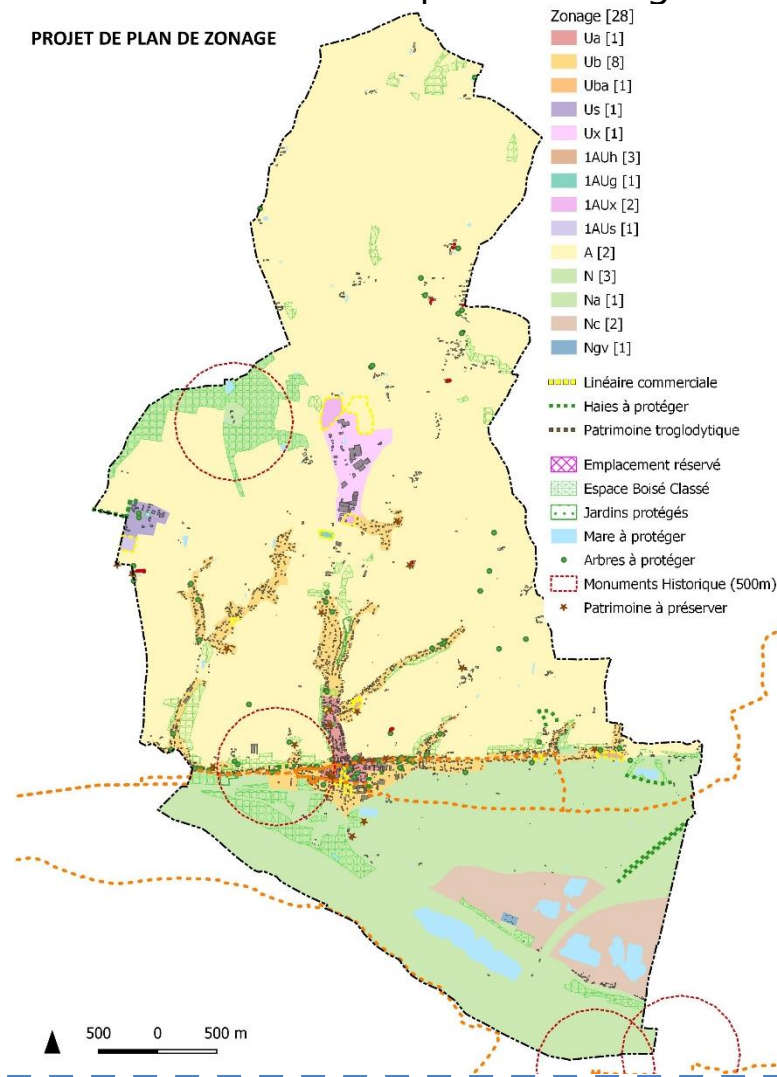 PROJET DE PLAN DE ZONAGE
Zonage [28]
Ua [1]
Ub [8]
Uba [1]
Us [1]
Ux [1]
1AUh [3]
1AUg [1]
1AUx [2]
1AUs [1]
A [2]
N [3]
Na [1]
Nc [2]
Ngv [1]
Linéaire commerciale
Haies à protéger
Patrimoine troglodytique
Emplacement réservé
Espace Boisé Classé
Jardins protégés
Mare à protéger
Arbres à protéger
Monuments Historique (500m)
Patrimoine à préserver
500 0 500 m